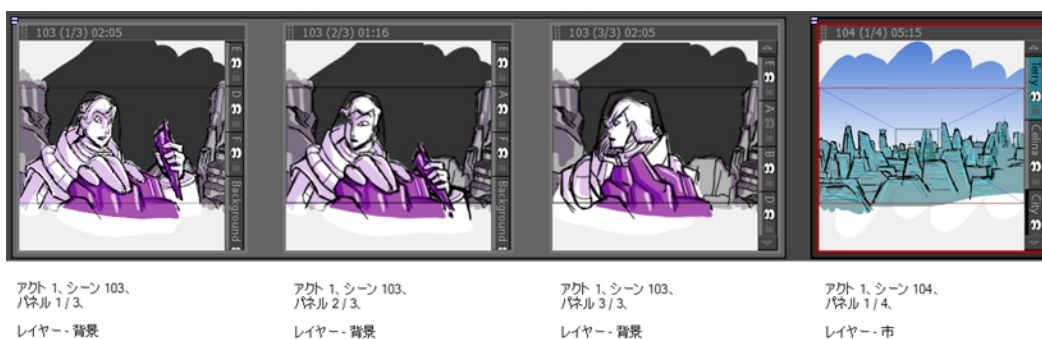 103 (1/3) 02:05
103 (2/3) 01:16
103 (3/3) 02:05
104 (1/4) 05:15
E
D
F
Background
E
A
F
Background
E
A
B
D
Terry
Celina
City
アクト 1、シーン 103、
パネル 1 / 3、
レイヤー - 背景
アクト 1、シーン 103、
パネル 2 / 3、
レイヤー - 背景
アクト 1、シーン 103、
パネル 3 / 3、
レイヤー - 背景
アクト 1、シーン 104、
パネル 1 / 4、
レイヤー - 市